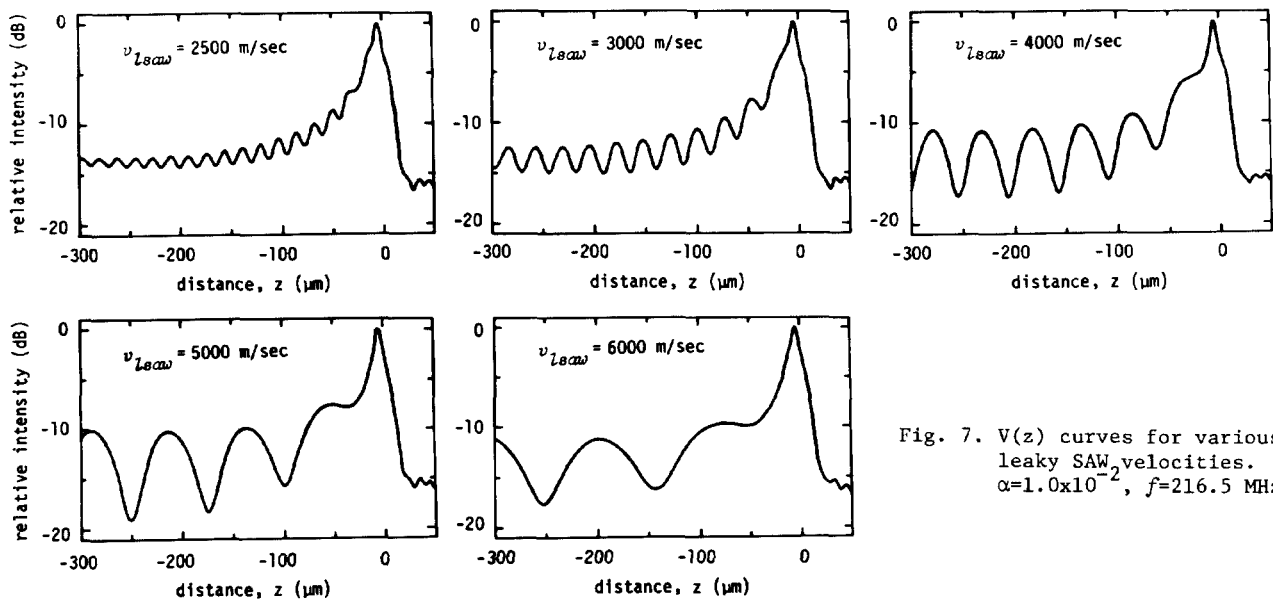 relative intensity (dB)
0
-10
-20
v_lsaw = 2500 m/sec
-300 -200 -100 0
distance, z (μm)
0
-10
-20
v_lsaw = 3000 m/sec
-300 -200 -100 0
distance, z (μm)
0
-10
-20
v_lsaw = 4000 m/sec
-300 -200 -100 0
distance, z (μm)
relative intensity (dB)
0
-10
-20
v_lsaw = 5000 m/sec
-300 -200 -100 0
distance, z (μm)
0
-10
-20
v_lsaw = 6000 m/sec
-300 -200 -100 0
distance, z (μm)
Fig. 7. V(z) curves for various
leaky SAW velocities.
α=1.0x10⁻², f=216.5 MHz